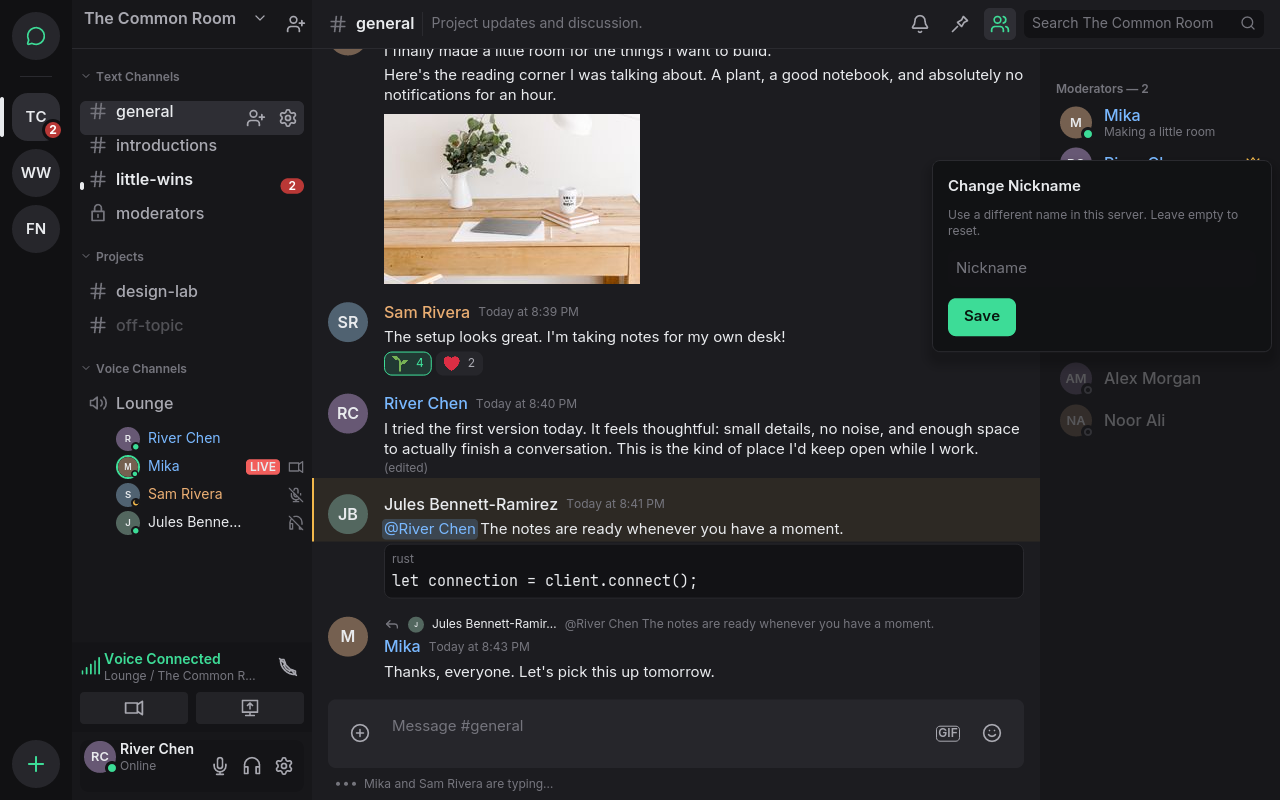 TC
2
WW
FN
The Common Room
Text Channels
general
introductions
little-wins
2
moderators
Projects
design-lab
off-topic
Voice Channels
Lounge
R
River Chen
M
Mika
LIVE
S
Sam Rivera
J
Jules Benne...
Voice Connected
Lounge / The Common R...
RC
River Chen
Online
general
Project updates and discussion.
Search The Common Room
I finally made a little room for the things I want to build.
Here's the reading corner I was talking about. A plant, a good notebook, and absolutely no
notifications for an hour.
SR
Sam Rivera
Today at 8:39 PM
The setup looks great. I'm taking notes for my own desk!
4
2
RC
River Chen
Today at 8:40 PM
I tried the first version today. It feels thoughtful: small details, no noise, and enough space
to actually finish a conversation. This is the kind of place I'd keep open while I work.
(edited)
JB
Jules Bennett-Ramirez
Today at 8:41 PM
@River Chen The notes are ready whenever you have a moment.
rust
let connection = client.connect();
J
Jules Bennett-Ramir...
@River Chen The notes are ready whenever you have a moment.
M
Mika
Today at 8:43 PM
Thanks, everyone. Let's pick this up tomorrow.
Message #general
GIF
Mika and Sam Rivera are typing...
Moderators — 2
M
Mika
Making a little room
Change Nickname
Use a different name in this server. Leave empty to
reset.
Nickname
Save
AM
Alex Morgan
NA
Noor Ali